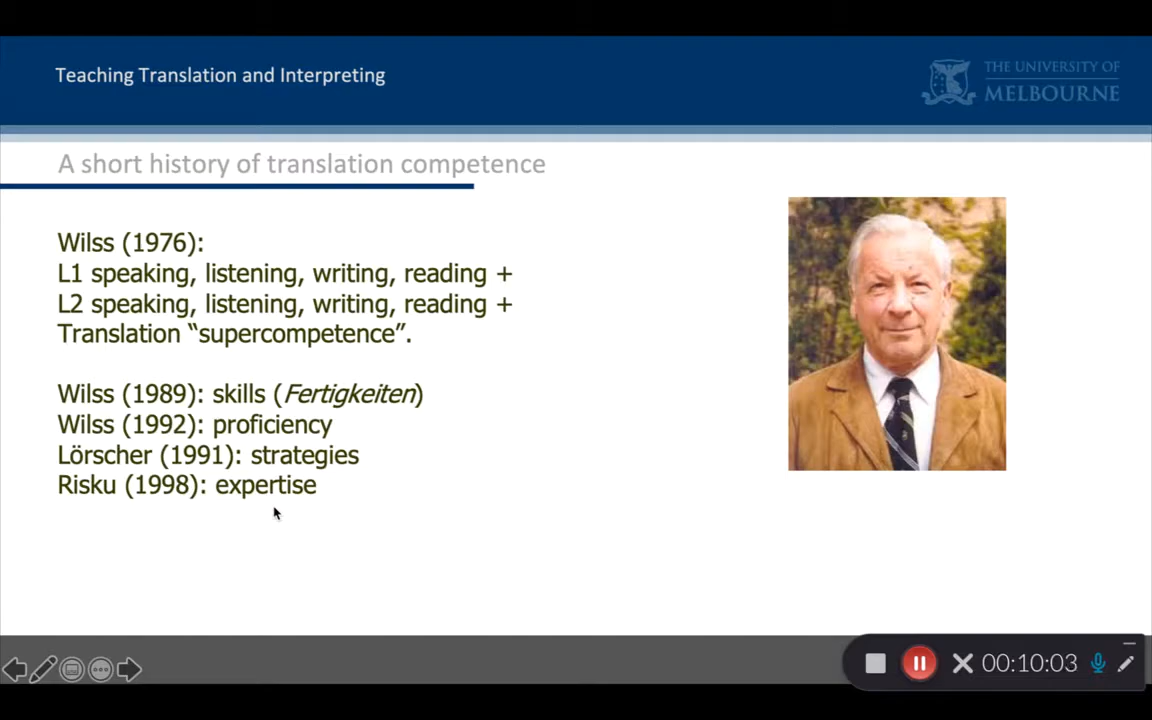 Teaching Translation and Interpreting
THE UNIVERSITY OF
MELBOURNE
A short history of translation competence
Wilss (1976):
L1 speaking, listening, writing, reading +
L2 speaking, listening, writing, reading +
Translation “supercompetence”.
Wilss (1989): skills (Fertigkeiten)
Wilss (1992): proficiency
Lörscher (1991): strategies
Risku (1998): expertise
00:10:03